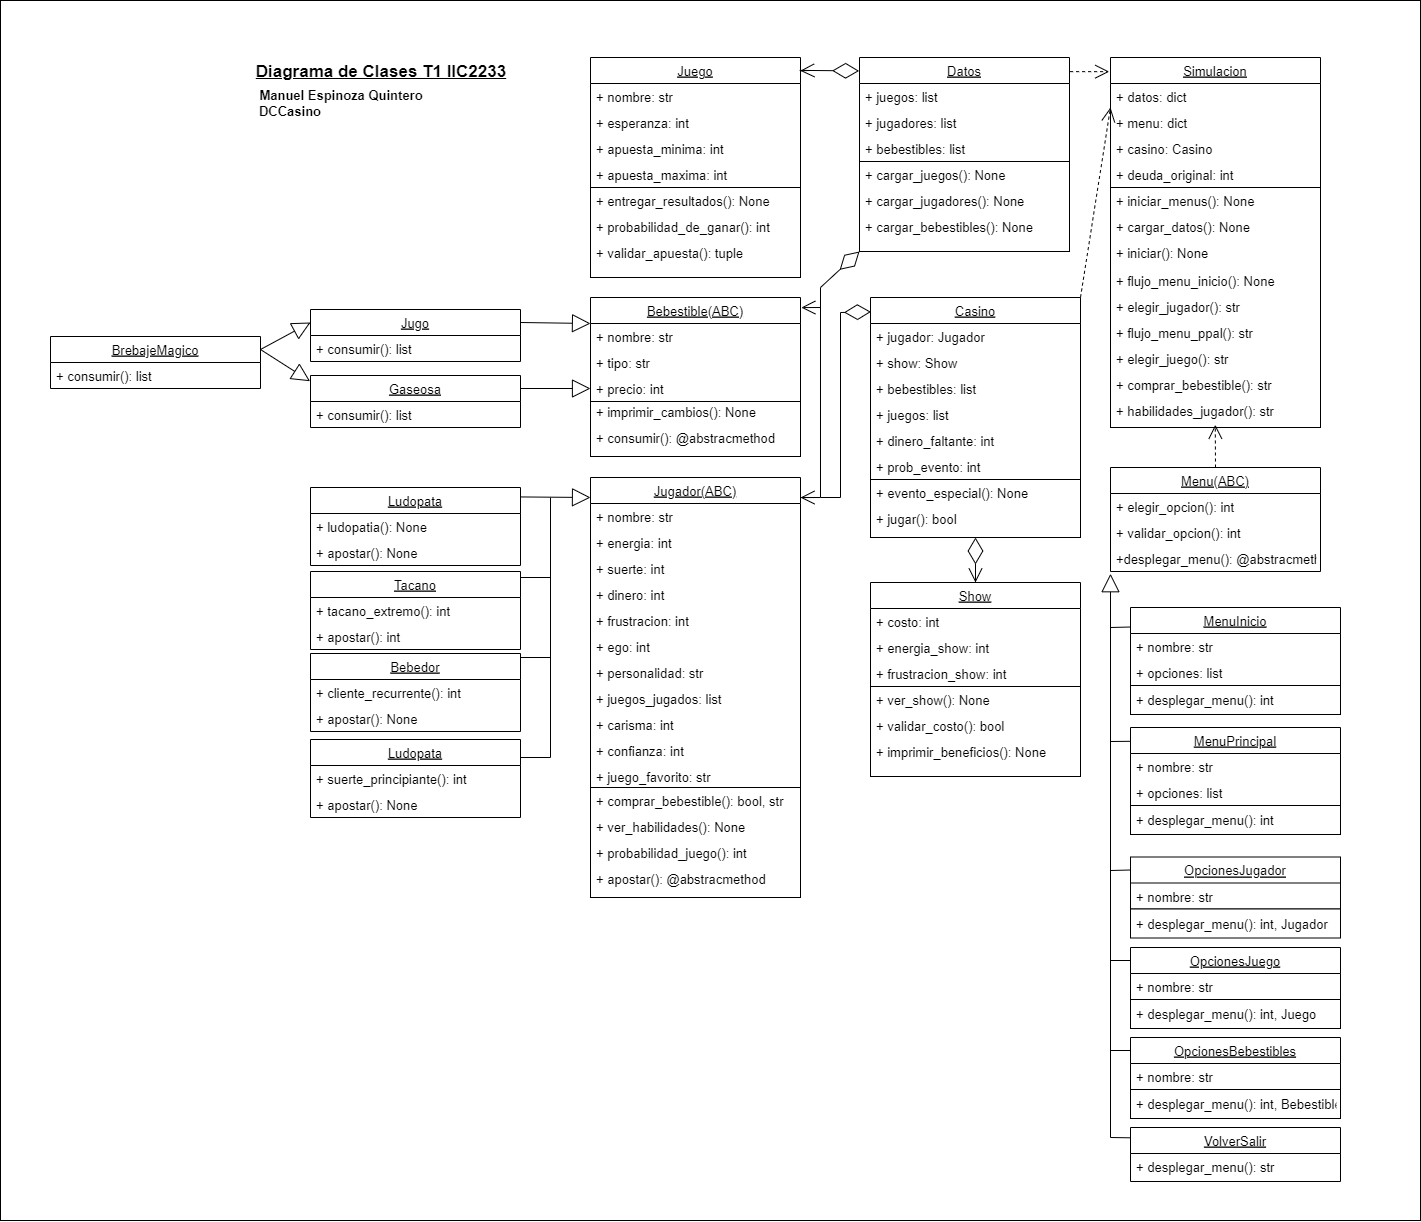 Diagrama de Clases T1 IIC2233
Manuel Espinoza Quintero
DCCasino
Juego
+ nombre: str
+ esperanza: int
+ apuesta_minima: int
+ apuesta_maxima: int
+ entregar_resultados(): None
+ probabilidad_de_ganar(): int
+ validar_apuesta(): tuple
Datos
+ juegos: list
+ jugadores: list
+ bebestibles: list
+ cargar_juegos(): None
+ cargar_jugadores(): None
+ cargar_bebestibles(): None
Simulacion
+ datos: dict
+ menu: dict
+ casino: Casino
+ deuda_original: int
+ iniciar_menus(): None
+ cargar_datos(): None
+ iniciar(): None
+ flujo_menu_inicio(): None
+ elegir_jugador(): str
+ flujo_menu_ppal(): str
+ elegir_juego(): str
+ comprar_bebestible(): str
+ habilidades_jugador(): str
BrebajeMagico
+ consumir(): list
Jugo
+ consumir(): list
Gaseosa
+ consumir(): list
Bebestible(ABC)
+ nombre: str
+ tipo: str
+ precio: int
+ imprimir_cambios(): None
+ consumir(): @abstracmethod
Casino
+ jugador: Jugador
+ show: Show
+ bebestibles: list
+ juegos: list
+ dinero_faltante: int
+ prob_evento: int
+ evento_especial(): None
+ jugar(): bool
Ludopata
+ ludopatia(): None
+ apostar(): None
Tacano
+ tacano_extremo(): int
+ apostar(): int
Bebedor
+ cliente_recurrente(): int
+ apostar(): None
Ludopata
+ suerte_principiante(): int
+ apostar(): None
Jugador(ABC)
+ nombre: str
+ energia: int
+ suerte: int
+ dinero: int
+ frustracion: int
+ ego: int
+ personalidad: str
+ juegos_jugados: list
+ carisma: int
+ confianza: int
+ juego_favorito: str
+ comprar_bebestible(): bool, str
+ ver_habilidades(): None
+ probabilidad_juego(): int
+ apostar(): @abstracmethod
Show
+ costo: int
+ energia_show: int
+ frustracion_show: int
+ ver_show(): None
+ validar_costo(): bool
+ imprimir_beneficios(): None
Menu(ABC)
+ elegir_opcion(): int
+ validar_opcion(): int
+desplegar_menu(): @abstracmetl
MenuInicio
+ nombre: str
+ opciones: list
+ desplegar_menu(): int
MenuPrincipal
+ nombre: str
+ opciones: list
+ desplegar_menu(): int
OpcionesJugador
+ nombre: str
+ desplegar_menu(): int, Jugador
OpcionesJuego
+ nombre: str
+ desplegar_menu(): int, Juego
OpcionesBebestibles
+ nombre: str
+ desplegar_menu(): int, Bebestible
VolverSalir
+ desplegar_menu(): str